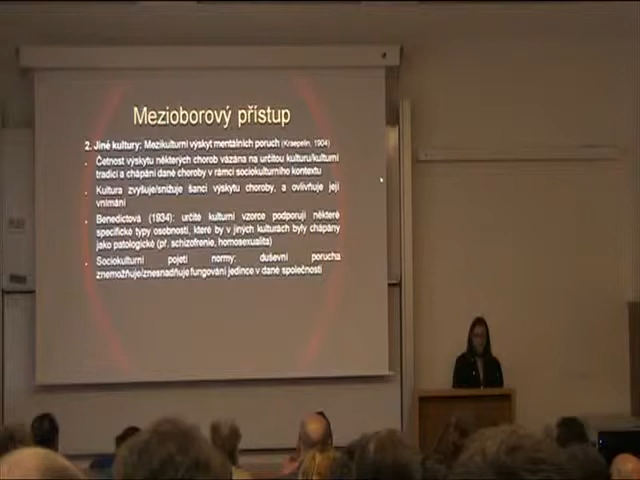 Mezioborový přístup
2. Jiné kultury: Mezikulturní výskyt mentálních poruch (Kraepelin, 1904)
Četnost výskytu některých chorob vázána na určitou kulturu/kulturní
tradici a chápání dané choroby v rámci sociokulturního kontextu
Kultura zvyšuje/snižuje šanci výskytu choroby, a ovlivňuje její
vnímání
Benedictová (1934): určité kulturní vzorce podporují některé
specifické typy osobností, které by v jiných kulturách byly chápány
jako patologické (př. schizofrenie, homosexualita)
Sociokulturní pojetí normy: duševní porucha
znemožňuje/znesnadňuje fungování jedince v dané společnosti